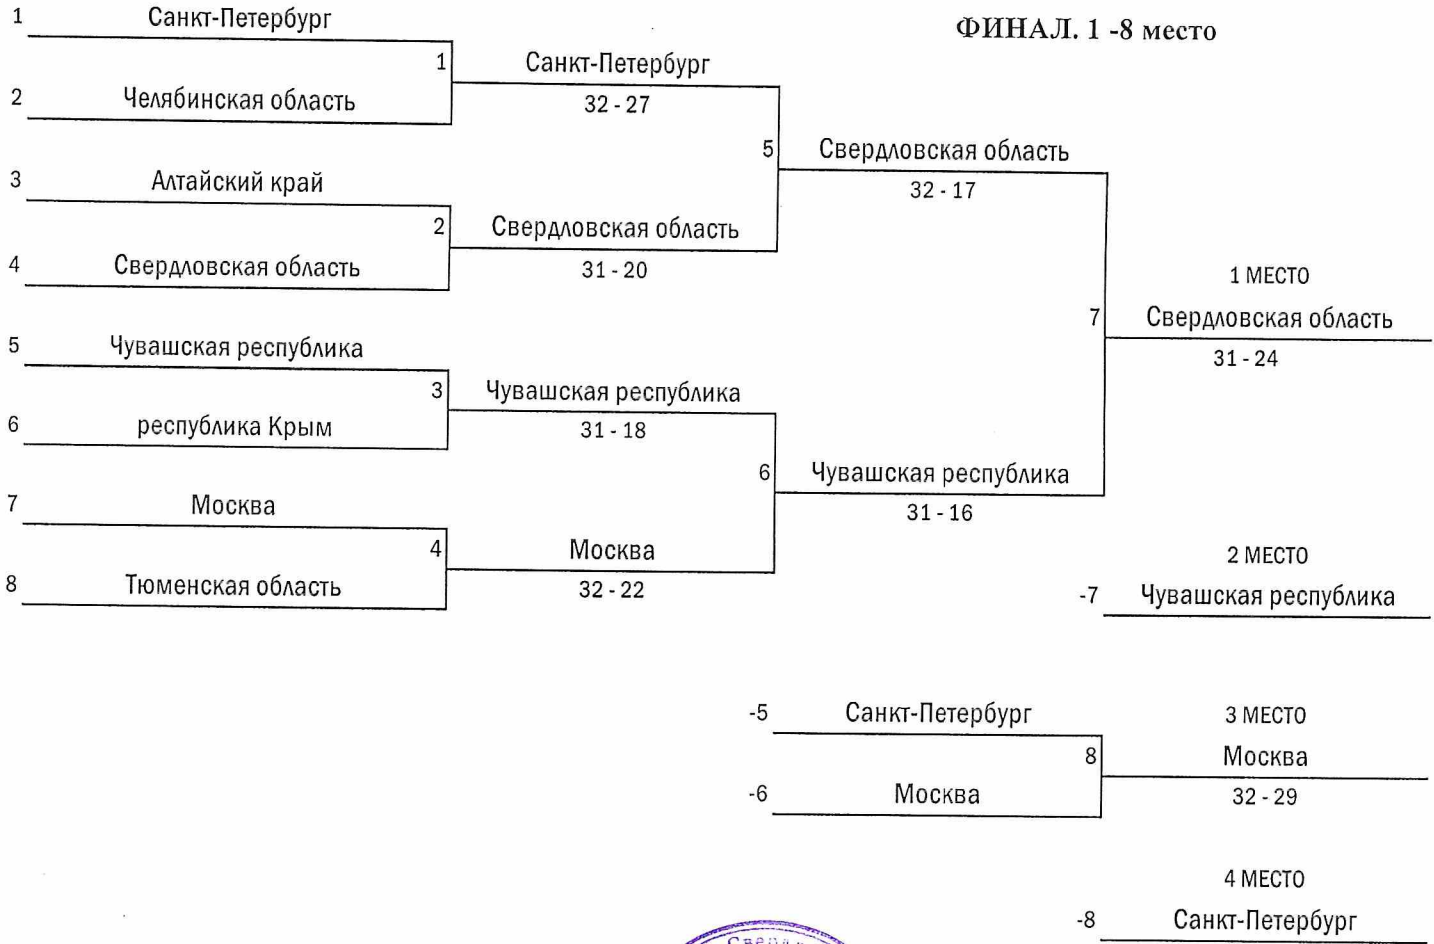 ФИНАЛ. 1 -8 место
1 Санкт-Петербург
1
Санкт-Петербург
32 - 27
2 Челябинская область
5
Свердловская область
32 - 17
3 Алтайский край
2
Свердловская область
31 - 20
4 Свердловская область
1 МЕСТО
7
Свердловская область
31 - 24
5 Чувашская республика
3
Чувашская республика
31 - 18
6 республика Крым
6
Чувашская республика
31 - 16
7 Москва
4
Москва
32 - 22
8 Тюменская область
2 МЕСТО
-7 Чувашская республика
-5 Санкт-Петербург
3 МЕСТО
8
Москва
32 - 29
-6 Москва
4 МЕСТО
-8 Санкт-Петербург